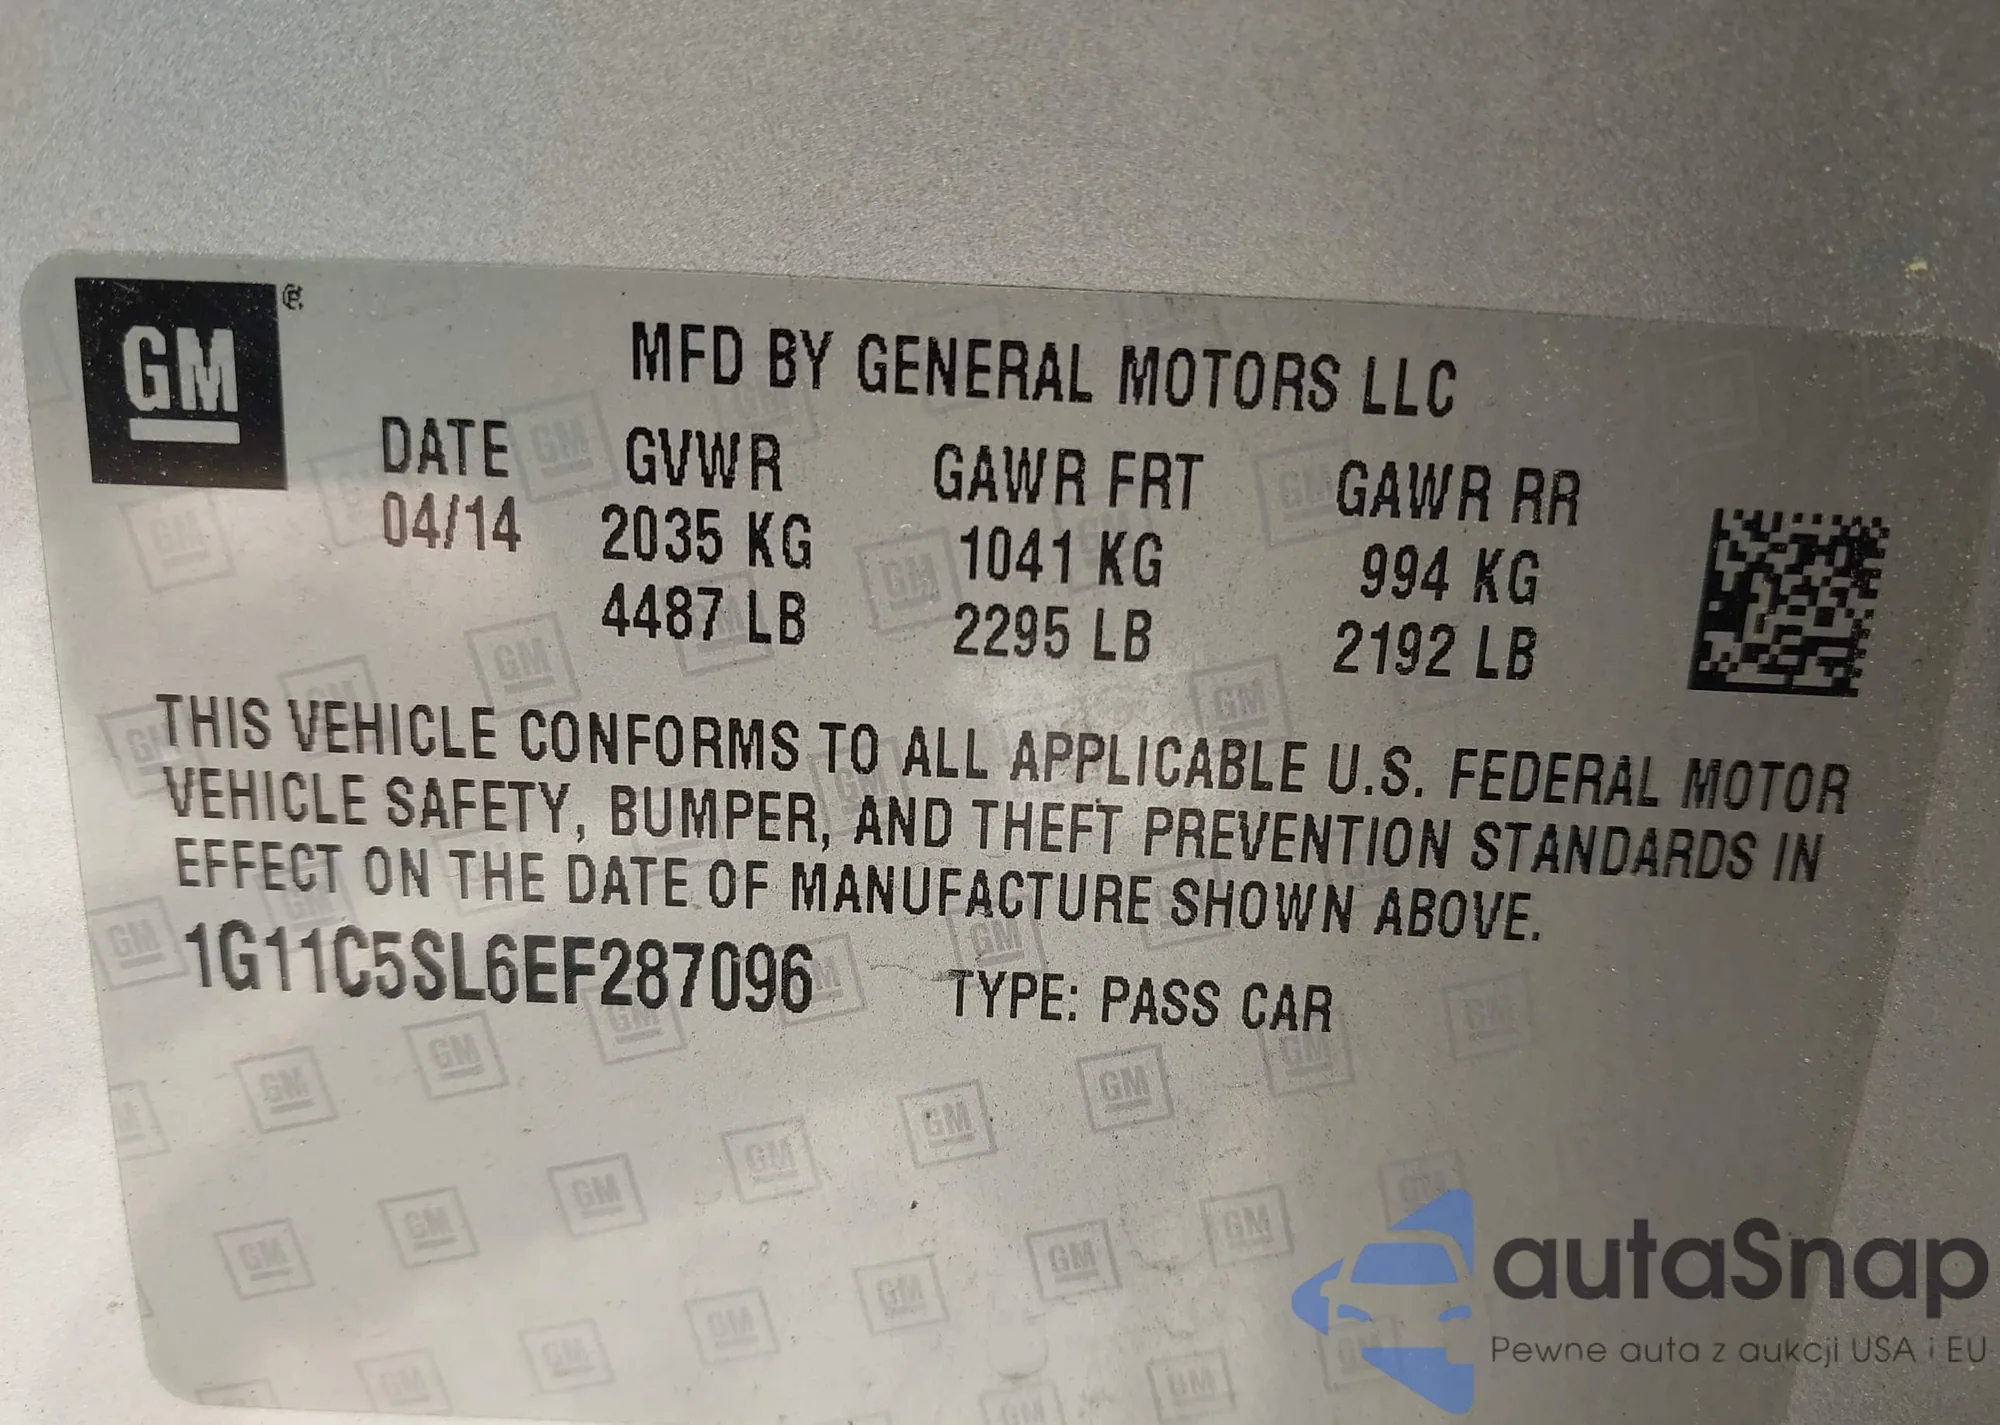 GM ®
MFD BY GENERAL MOTORS LLC
DATE GVWR GAWR FRT GAWR RR
04/14 2035 KG 1041 KG 994 KG
4487 LB 2295 LB 2192 LB
THIS VEHICLE CONFORMS TO ALL APPLICABLE U.S. FEDERAL MOTOR
VEHICLE SAFETY, BUMPER, AND THEFT PREVENTION STANDARDS IN
EFFECT ON THE DATE OF MANUFACTURE SHOWN ABOVE.
1G11C5SL6EF287096 TYPE: PASS CAR
autaSnap
Pewne auta z aukcji USA i EU